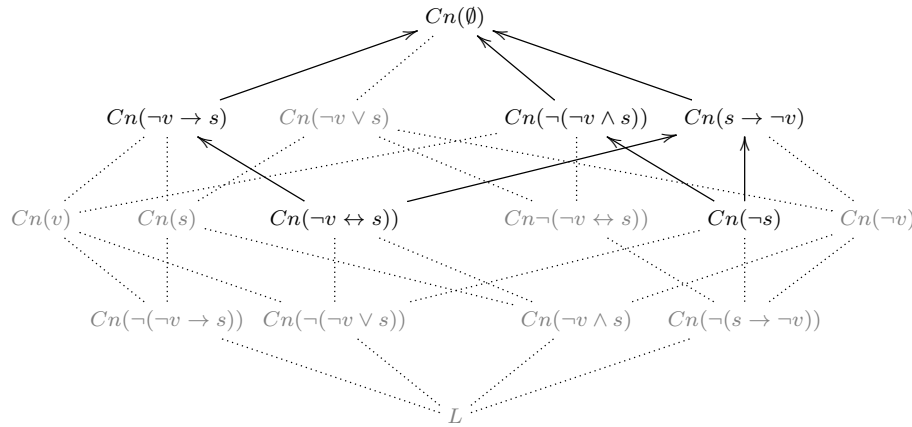 Cn(∅)
Cn(¬v → s) Cn(¬v ∨ s) Cn(¬(¬v ∧ s)) Cn(s → ¬v)
Cn(v) Cn(s) Cn(¬v ↔ s)) Cn¬(¬v ↔ s)) Cn(¬s) Cn(¬v)
Cn(¬(¬v → s)) Cn(¬(¬v ∨ s)) Cn(¬v ∧ s) Cn(¬(s → ¬v))
L